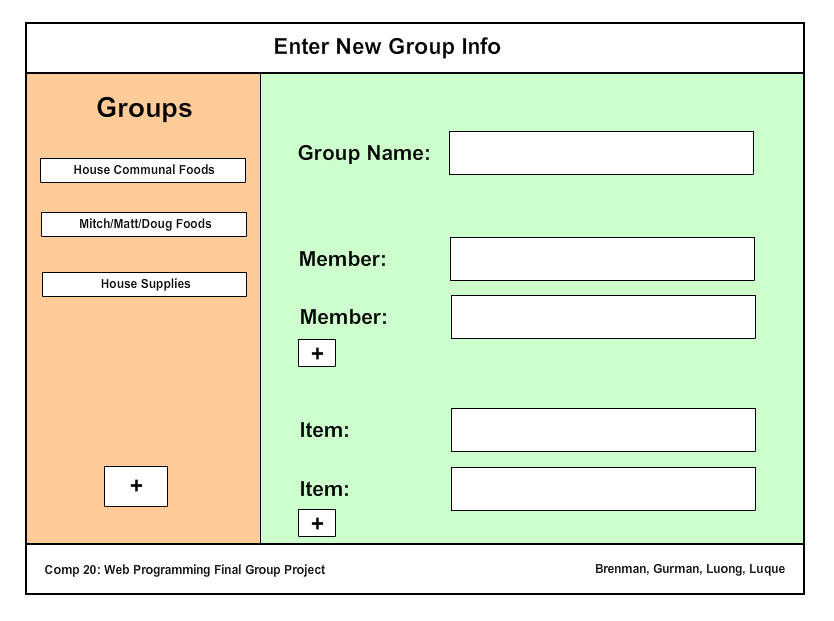 Enter New Group Info
Groups
House Communal Foods
Mitch/Matt/Doug Foods
House Supplies
+
Group Name:
Member:
Member:
+
Item:
Item:
+
Comp 20: Web Programming Final Group Project
Brenman, Gurman, Luong, Luque